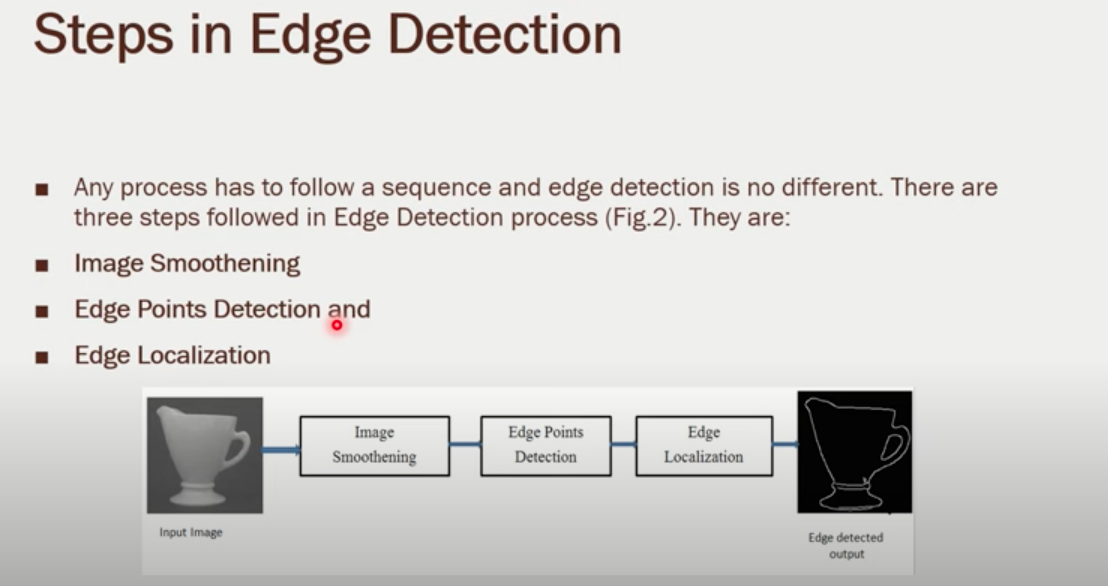 Steps in Edge Detection
■ Any process has to follow a sequence and edge detection is no different. There are
three steps followed in Edge Detection process (Fig.2). They are:
■ Image Smoothening
■ Edge Points Detection and
■ Edge Localization
Image
Smoothening
Edge Points
Detection
Edge
Localization
Input Image
Edge detected
output